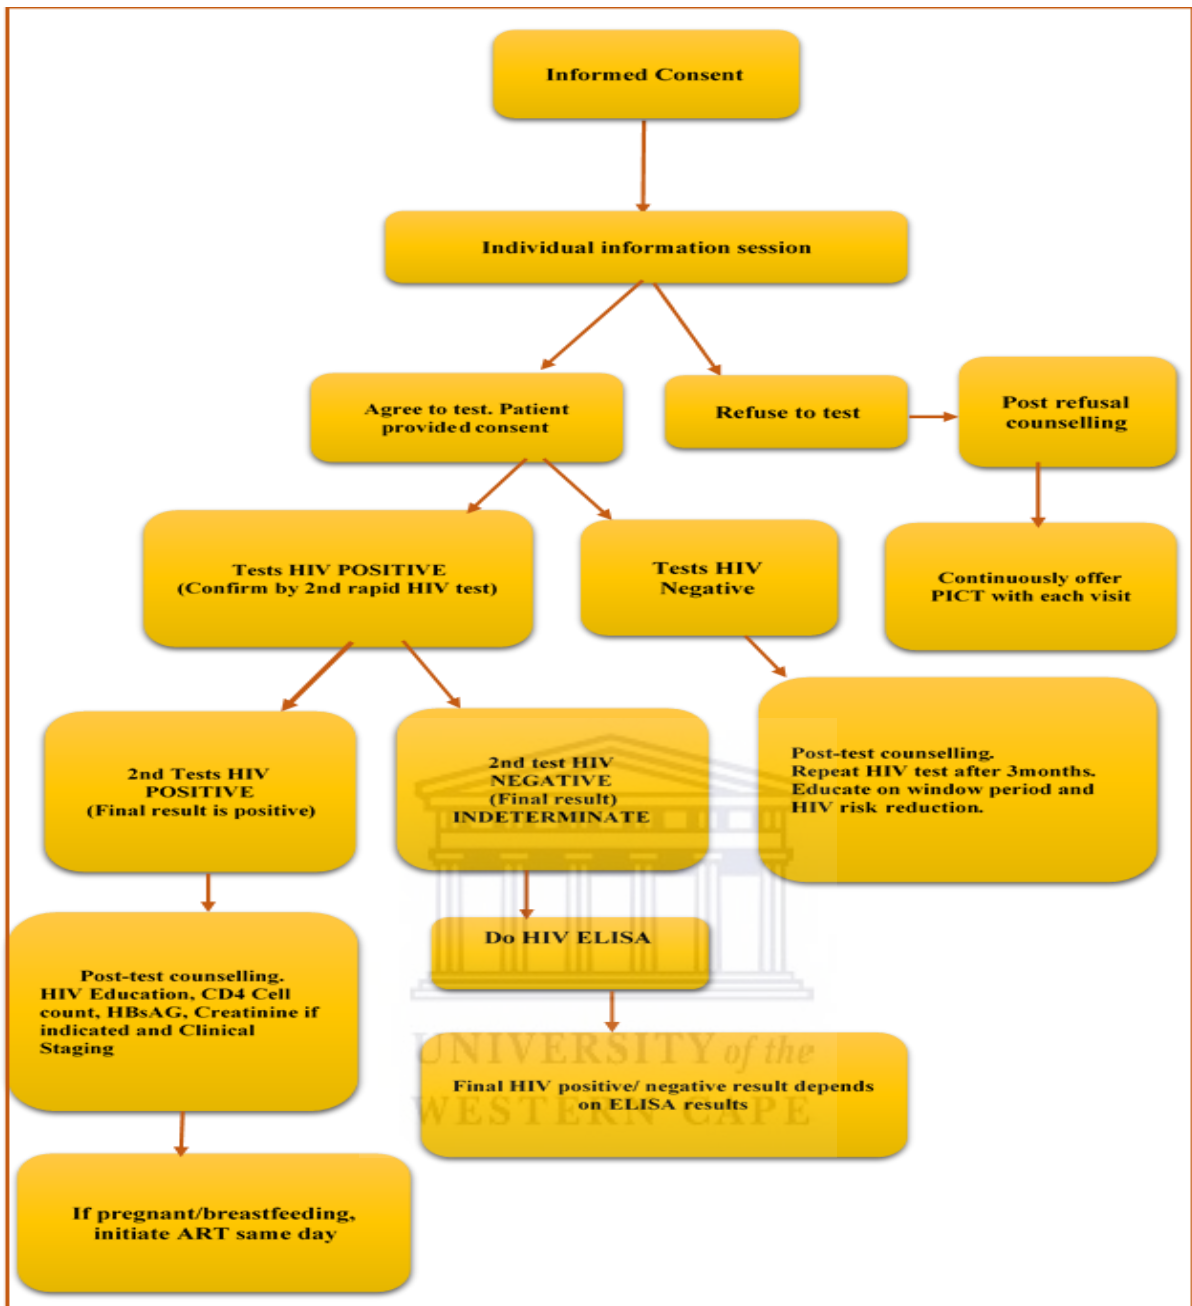 Informed Consent
Individual information session
Agree to test. Patient
provided consent
Refuse to test
Post refusal
counselling
Tests HIV POSITIVE
(Confirm by 2nd rapid HIV test)
Tests HIV
Negative
Continuously offer
PICT with each visit
2nd Tests HIV
POSITIVE
(Final result is positive)
2nd test HIV
NEGATIVE
(Final result)
INDETERMINATE
Post-test counselling.
Repeat HIV test after 3months.
Educate on window period and
HIV risk reduction.
Post-test counselling.
HIV Education, CD4 Cell
count, HBsAG, Creatinine if
indicated and Clinical
Staging
Do HIV ELISA
Final HIV positive/ negative result depends
on ELISA results
If pregnant/breastfeeding,
initiate ART same day
UNIVERSITY of the
WESTERN CAPE